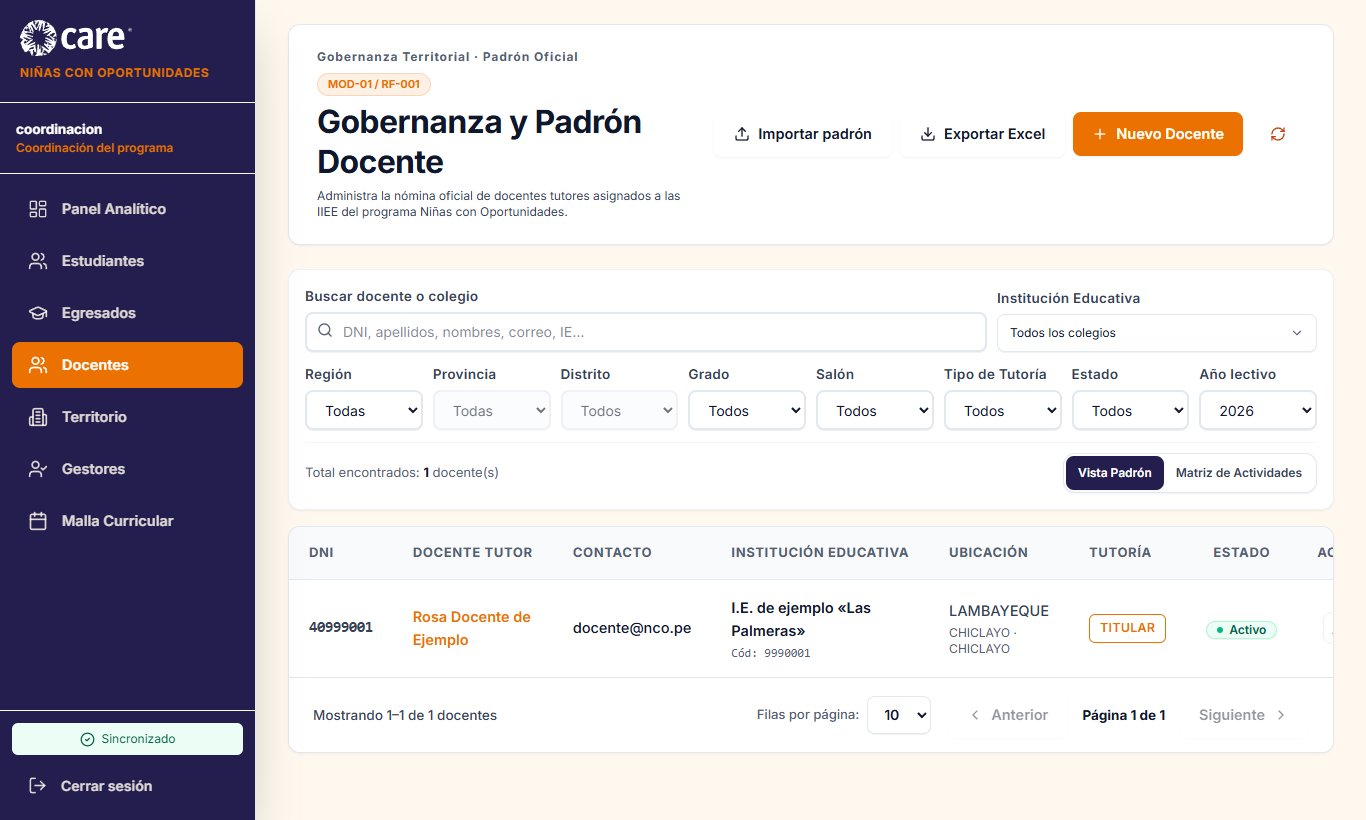 care
NIÑAS CON OPORTUNIDADES
coordinacion
Coordinación del programa
Panel Analítico
Estudiantes
Egresados
Docentes
Territorio
Gestores
Malla Curricular
Sincronizado
Cerrar sesión
Gobernanza Territorial · Padrón Oficial
MOD-01 / RF-001
Gobernanza y Padrón
Docente
Administra la nómina oficial de docentes tutores asignados a las
IIEE del programa Niñas con Oportunidades.
Importar padrón
Exportar Excel
+ Nuevo Docente
Buscar docente o colegio
DNI, apellidos, nombres, correo, IE...
Institución Educativa
Todos los colegios
Región Provincia Distrito Grado Salón Tipo de Tutoría Estado Año lectivo
Todas Todas Todos Todos Todos Todos Todos 2026
Total encontrados: 1 docente(s)
Vista Padrón Matriz de Actividades
DNI DOCENTE TUTOR CONTACTO INSTITUCIÓN EDUCATIVA UBICACIÓN TUTORÍA ESTADO AC
40999001
Rosa Docente de
Ejemplo
docente@nco.pe
I.E. de ejemplo «Las
Palmeras»
Cód: 9990001
LAMBAYEQUE
CHICLAYO ·
CHICLAYO
TITULAR
Activo
Mostrando 1–1 de 1 docentes
Filas por página: 10
Anterior
Página 1 de 1
Siguiente